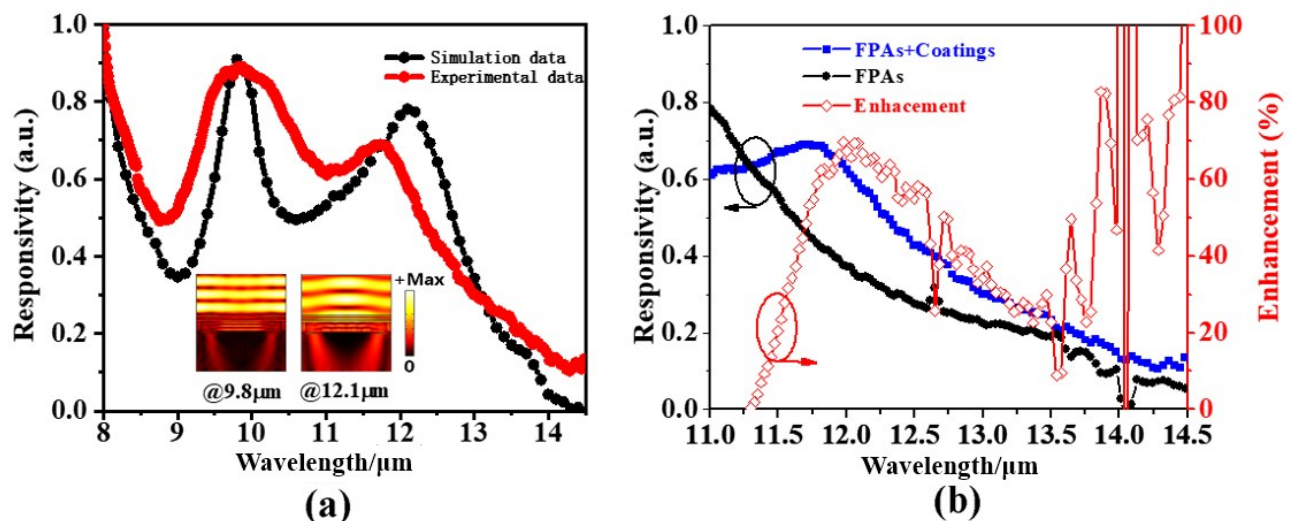 1.0
0.8
0.6
0.4
0.2
0.0
Responsivity (a.u.)
Simulation data
Experimental data
+Max
0
@9.8μm
@12.1μm
8 9 10 11 12 13 14
Wavelength/μm
(a)
1.0
0.8
0.6
0.4
0.2
0.0
Responsivity (a.u.)
FPAs+Coatings
FPAs
Enhacement
100
80
60
40
20
0
Enhancement (%)
11.0 11.5 12.0 12.5 13.0 13.5 14.0 14.5
Wavelength/μm
(b)